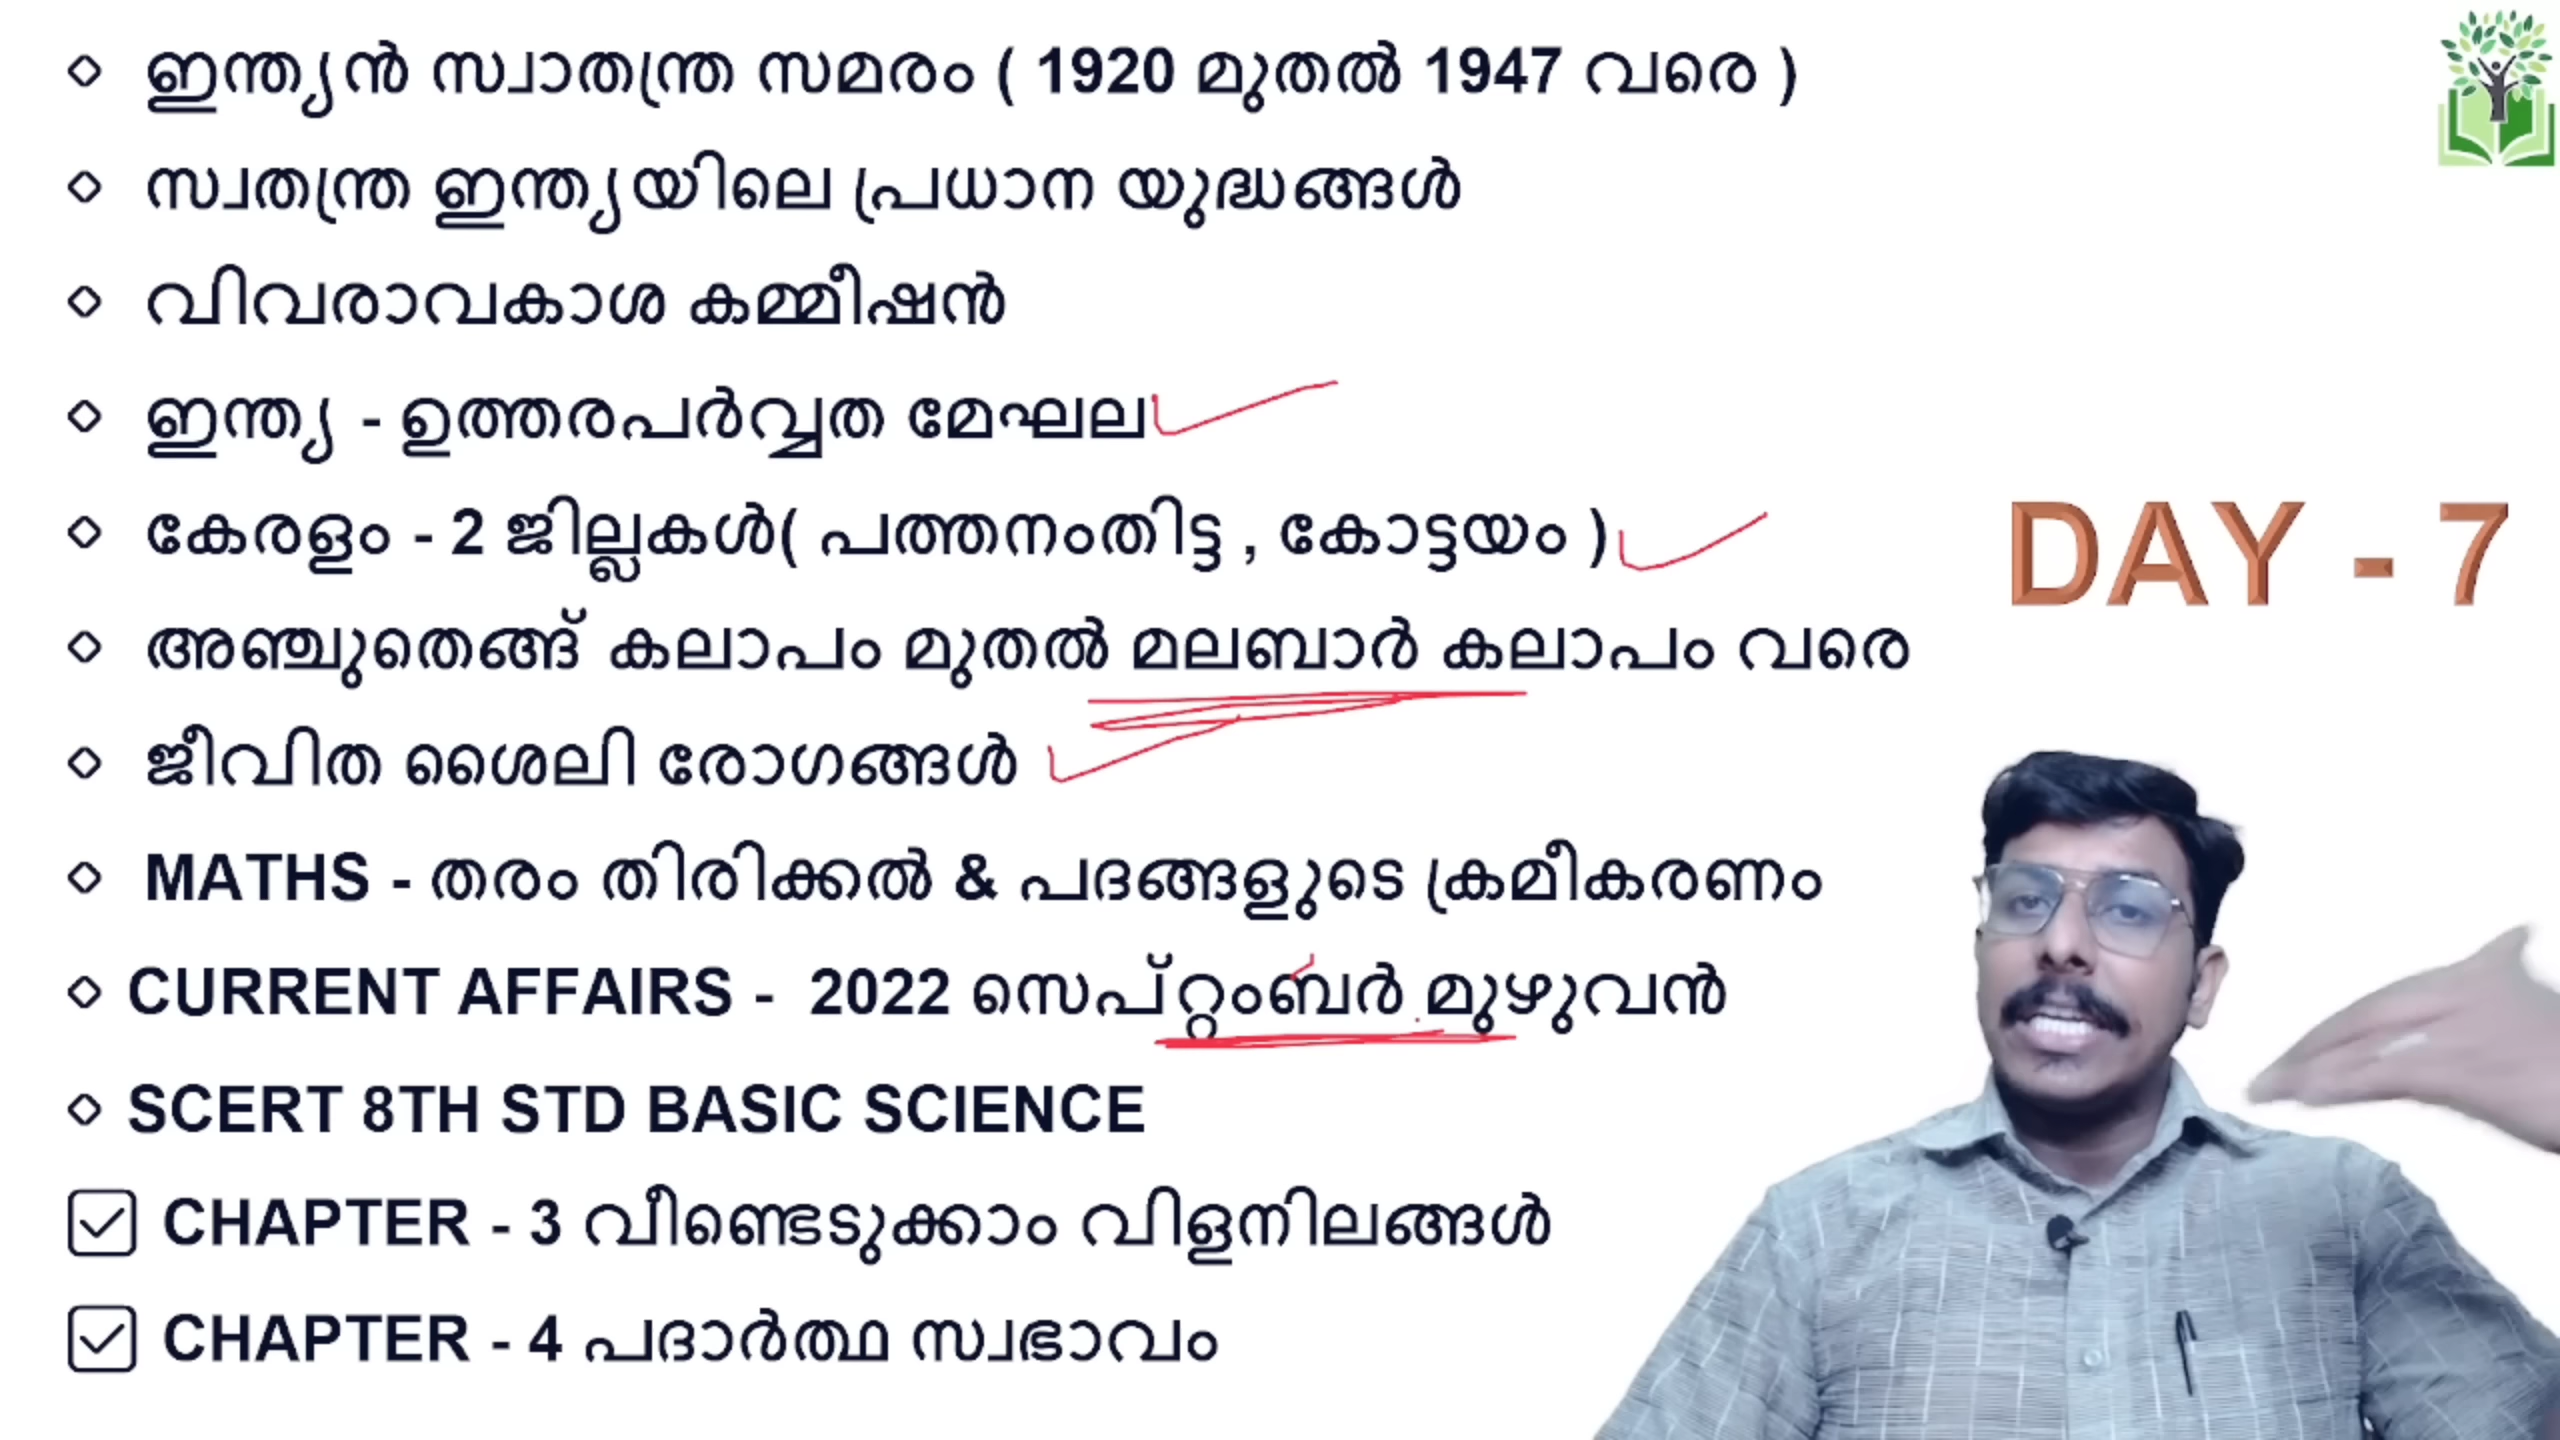 ഇന്ത്യൻ സ്വാതന്ത്ര സമരം ( 1920 മുതൽ 1947 വരെ )
സ്വതന്ത്ര ഇന്ത്യയിലെ പ്രധാന യുദ്ധങ്ങൾ
വിവരാവകാശ കമ്മീഷൻ
ഇന്ത്യ - ഉത്തരപർവ്വത മേഘല
കേരളം - 2 ജില്ലകൾ( പത്തനംതിട്ട , കോട്ടയം )
DAY - 7
അഞ്ചുതെങ്ങ് കലാപം മുതൽ മലബാർ കലാപം വരെ
ജീവിത ശൈലി രോഗങ്ങൾ
MATHS - തരം തിരിക്കൽ & പദങ്ങളുടെ ക്രമീകരണം
CURRENT AFFAIRS - 2022 സെപ്റ്റംബർ മുഴുവൻ
SCERT 8TH STD BASIC SCIENCE
CHAPTER - 3 വീണ്ടെടുക്കാം വിളനിലങ്ങൾ
CHAPTER - 4 പദാർത്ഥ സ്വഭാവം